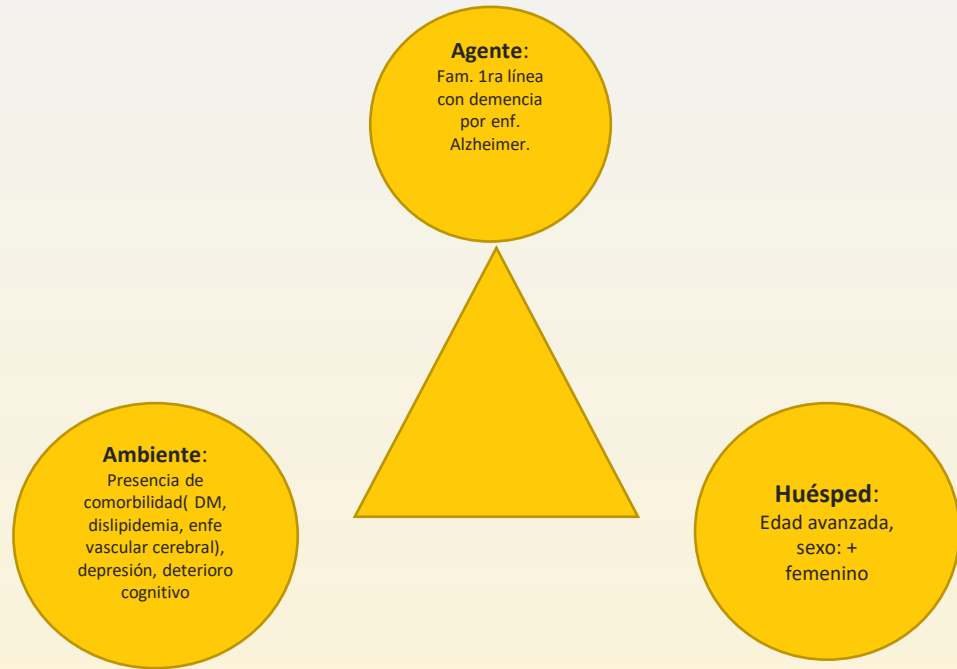 Agente:
Fam. 1ra línea
con demencia
por enf.
Alzheimer.
Ambiente:
Presencia de
comorbilidad( DM,
dislipidemia, enfe
vascular cerebral),
depresión, deterioro
cognitivo
Huésped:
Edad avanzada,
sexo: +
femenino